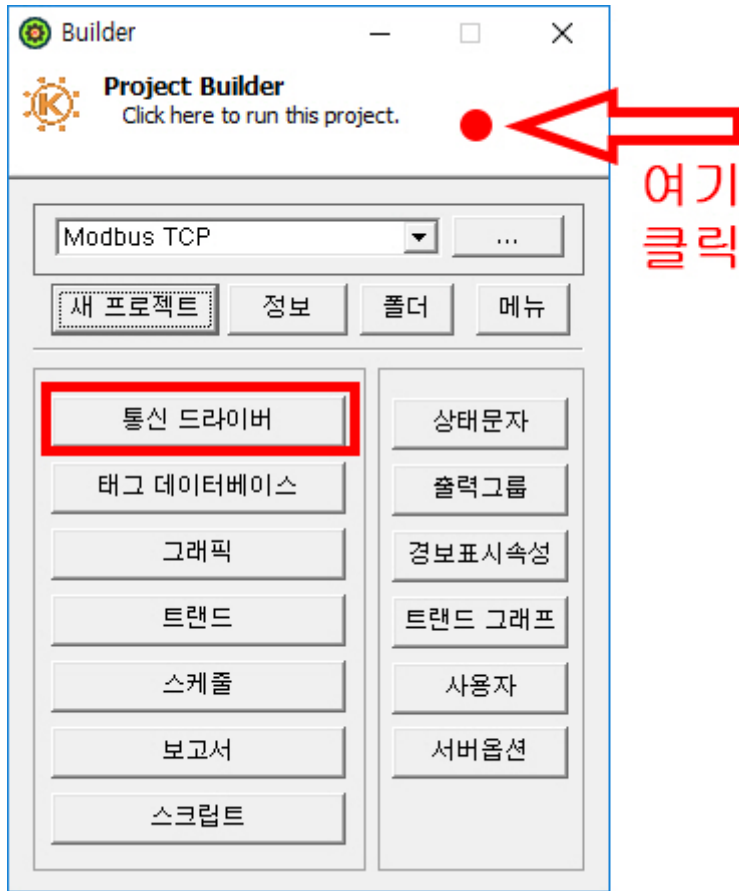 Builder
Project Builder
Click here to run this project.
여기
클릭
Modbus TCP
...
새 프로젝트 정보 폴더 메뉴
통신 드라이버 상태문자
태그 데이터베이스 출력그룹
그래픽 경보표시속성
트랜드 트랜드 그래프
스케줄 사용자
보고서 서버옵션
스크립트